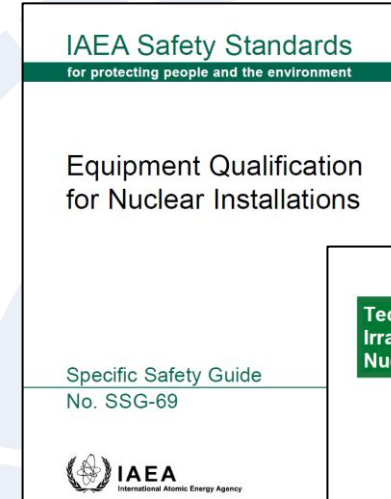 IAEA Safety Standards
for protecting people and the environment
Equipment Qualification
for Nuclear Installations
Specific Safety Guide
No. SSG-69
IAEA
International Atomic Energy Agency